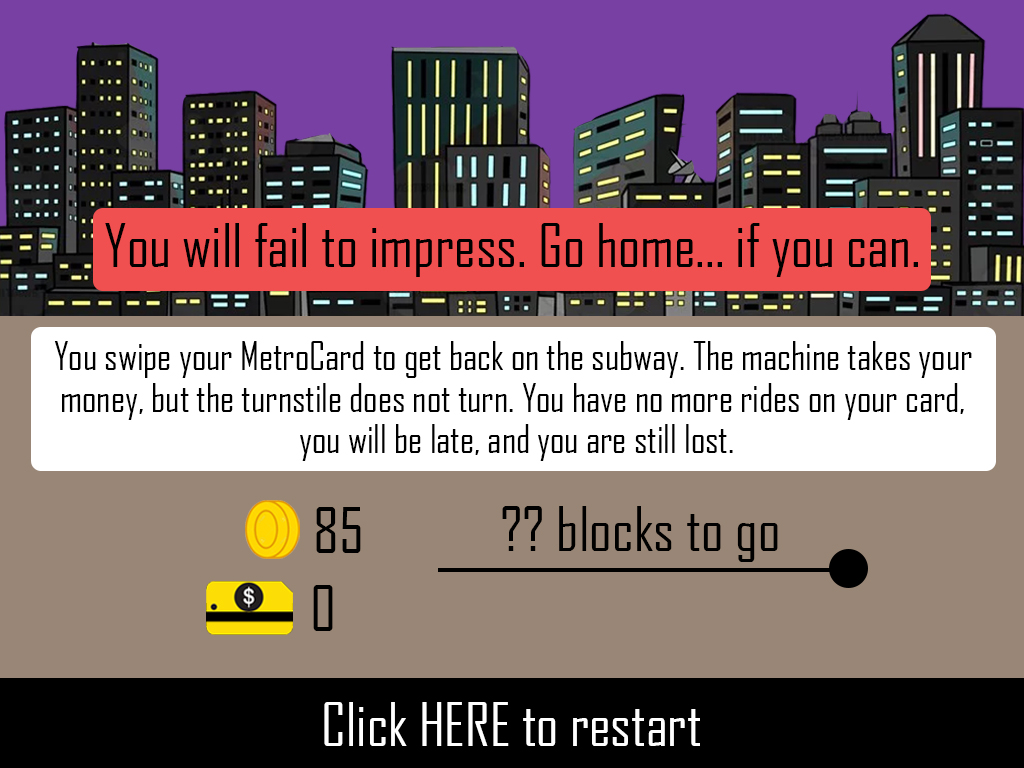 You will fail to impress. Go home... if you can.
You swipe your MetroCard to get back on the subway. The machine takes your
money, but the turnstile does not turn. You have no more rides on your card,
you will be late, and you are still lost.
85
?? blocks to go
$
0
Click HERE to restart